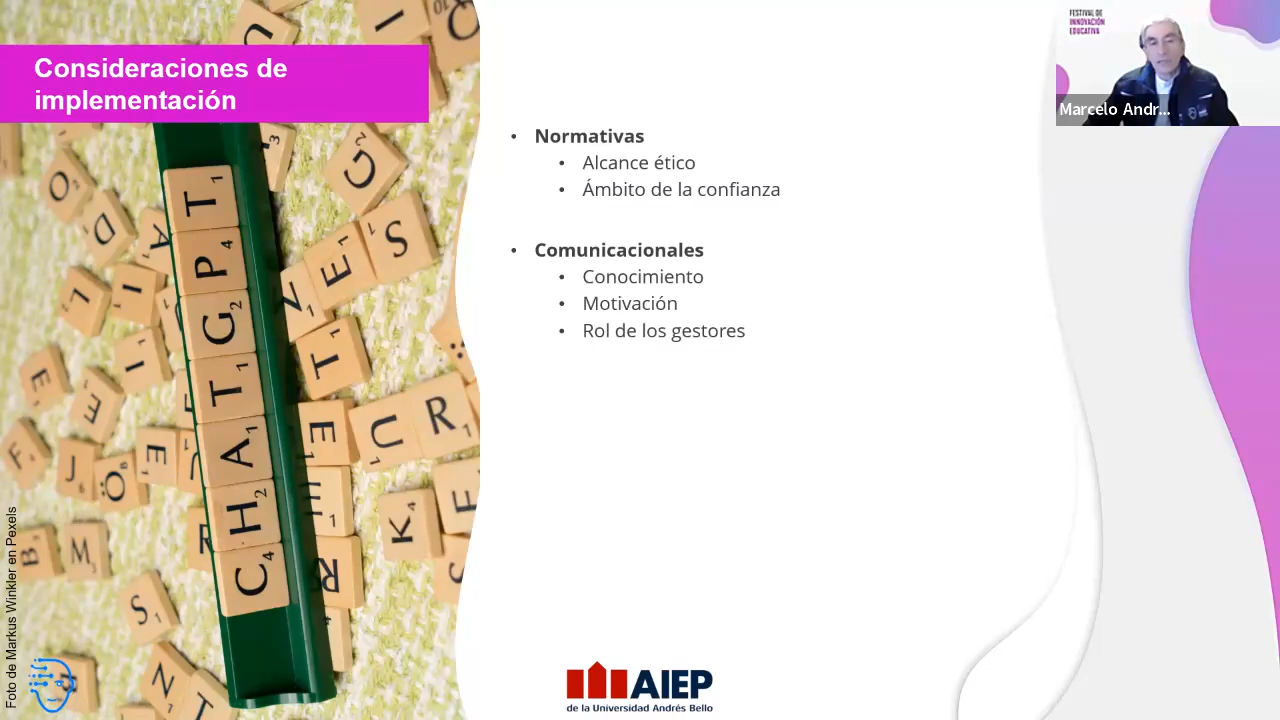 Consideraciones de
implementación
• Normativas
• Alcance ético
• Ámbito de la confianza
• Comunicacionales
• Conocimiento
• Motivación
• Rol de los gestores
FESTIVAL DE
INNOVACIÓN
EDUCATIVA
Marcelo Andr...
CHATGPT
Foto de Markus Winkler en Pexels
AIEP
de la Universidad Andrés Bello